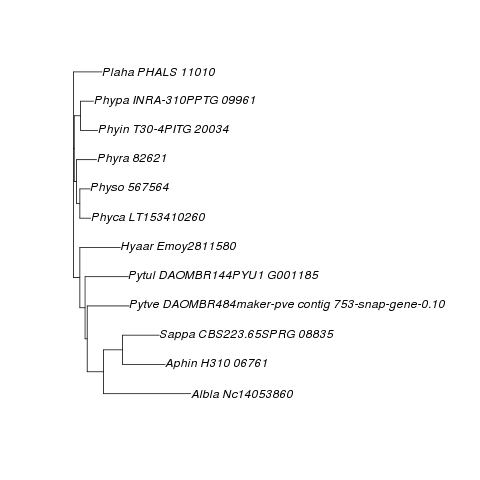 Plaha PHALS 11010
Phypa INRA-310PPTG 09961
Phyin T30-4PITG 20034
Phyra 82621
Physo 567564
Phyca LT153410260
Hyaar Emoy2811580
Pytul DAOMBR144PYU1 G001185
Pytve DAOMBR484maker-pve contig 753-snap-gene-0.10
Sappa CBS223.65SPRG 08835
Aphin H310 06761
Albla Nc14053860